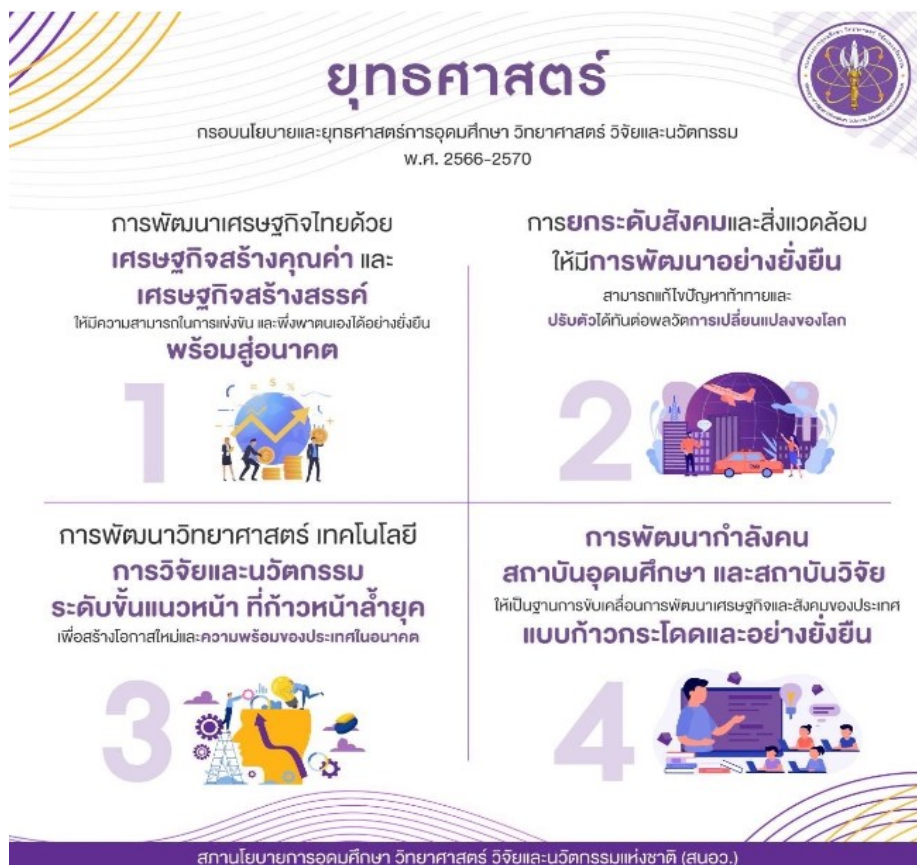 ยุทธศาสตร์
กรอบนโยบายและยุทธศาสตร์การอุดมศึกษา วิทยาศาสตร์ วิจัยและนวัตกรรม
พ.ศ. 2566-2570
การพัฒนาเศรษฐกิจไทยด้วย
เศรษฐกิจสร้างคุณค่า และ
เศรษฐกิจสร้างสรรค์
ให้มีความสามารถในการแข่งขัน และพึ่งพาตนเองได้อย่างยั่งยืน
พร้อมสู่อนาคต
1
การยกระดับสังคมและสิ่งแวดล้อม
ให้มีการพัฒนาอย่างยั่งยืน
สามารถแก้ไขปัญหาท้าทายและ
ปรับตัวได้ทันต่อพลวัตการเปลี่ยนแปลงของโลก
2
การพัฒนาวิทยาศาสตร์ เทคโนโลยี
การวิจัยและนวัตกรรม
ระดับขั้นแนวหน้า ที่ก้าวหน้าล้ำยุค
เพื่อสร้างโอกาสใหม่และความพร้อมของประเทศในอนาคต
3
การพัฒนากำลังคน
สถาบันอุดมศึกษา และสถาบันวิจัย
ให้เป็นฐานการขับเคลื่อนการพัฒนาเศรษฐกิจและสังคมของประเทศ
แบบก้าวกระโดดและอย่างยั่งยืน
4
สภานโยบายการอุดมศึกษา วิทยาศาสตร์ วิจัยและนวัตกรรมแห่งชาติ (สนอว.)